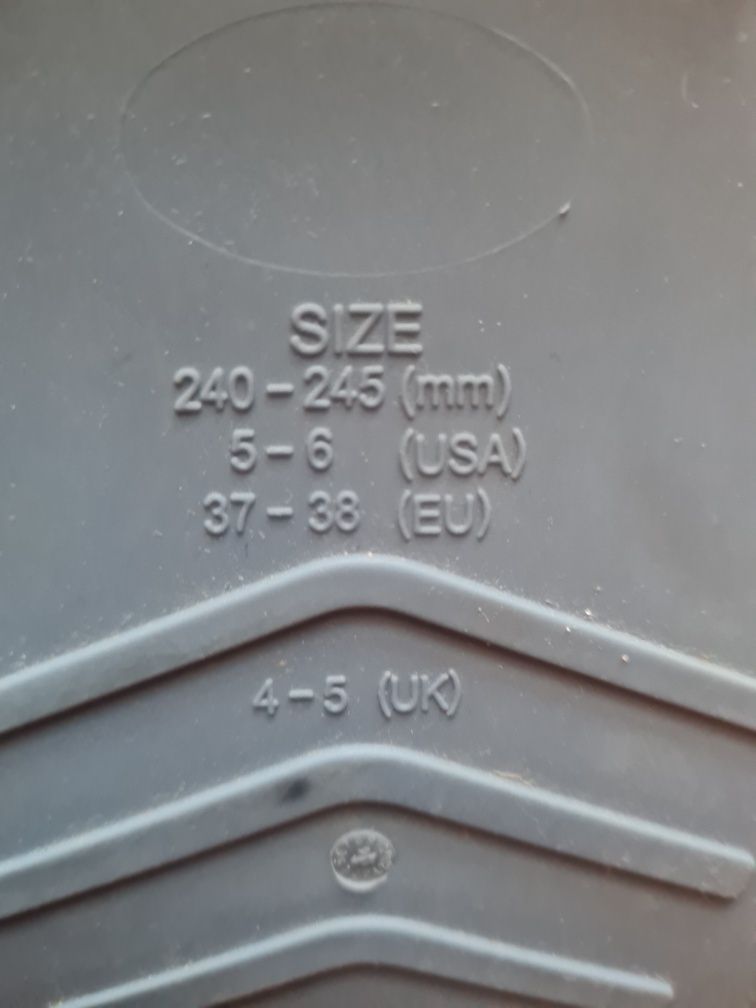 SIZE
240-245 (mm)
5-6 (USA)
37-38 (EU)
4-5 (UK)